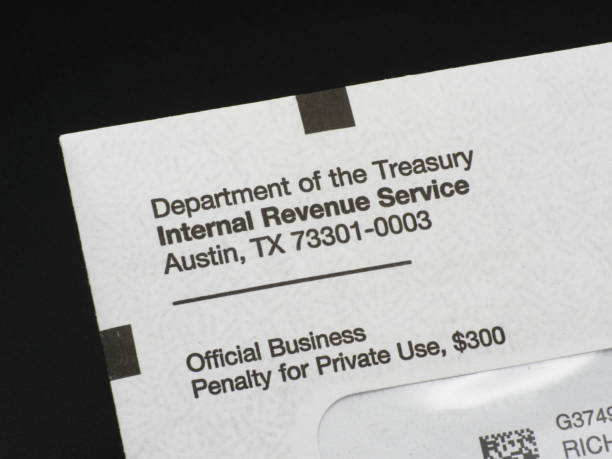 Department of the Treasury
Internal Revenue Service
Austin, TX 73301-0003
Official Business
Penalty for Private Use, $300
G3749
RICH